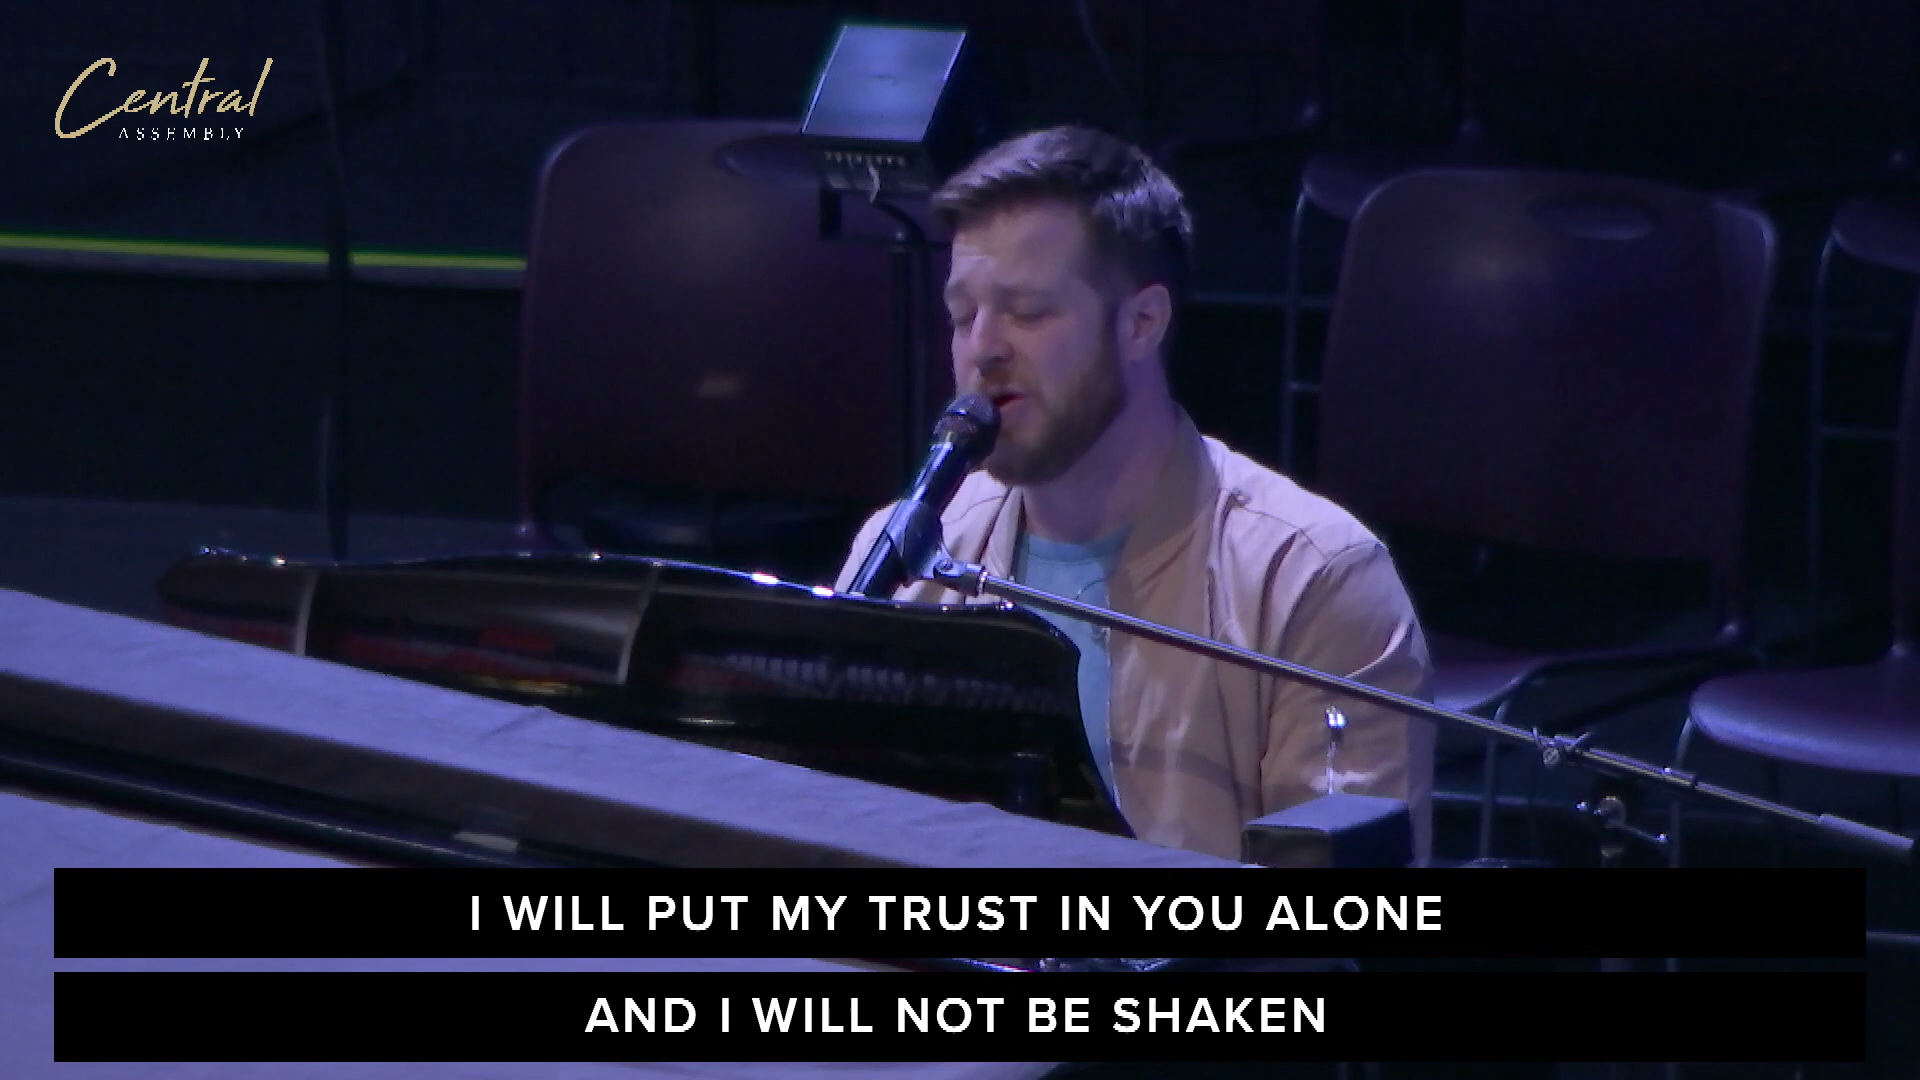 Central
ASSEMBLY
I WILL PUT MY TRUST IN YOU ALONE
AND I WILL NOT BE SHAKEN